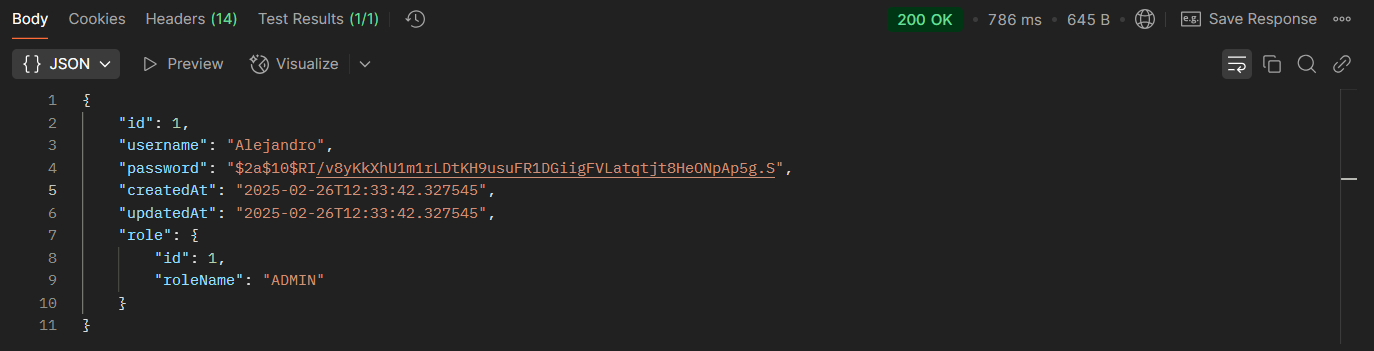 Body Cookies Headers (14) Test Results (1/1) 200 OK • 786 ms • 645 B • e.g. Save Response
{} JSON Preview Visualize
1 {
2 "id": 1,
3 "username": "Alejandro",
4 "password": "$2a$10$RI/v8yKkXhU1m1rLDtKH9usuFR1DGiigFVLatqtjt8HeONpAp5g.S",
5 "createdAt": "2025-02-26T12:33:42.327545",
6 "updatedAt": "2025-02-26T12:33:42.327545",
7 "role": {
8 "id": 1,
9 "roleName": "ADMIN"
10 }
11 }